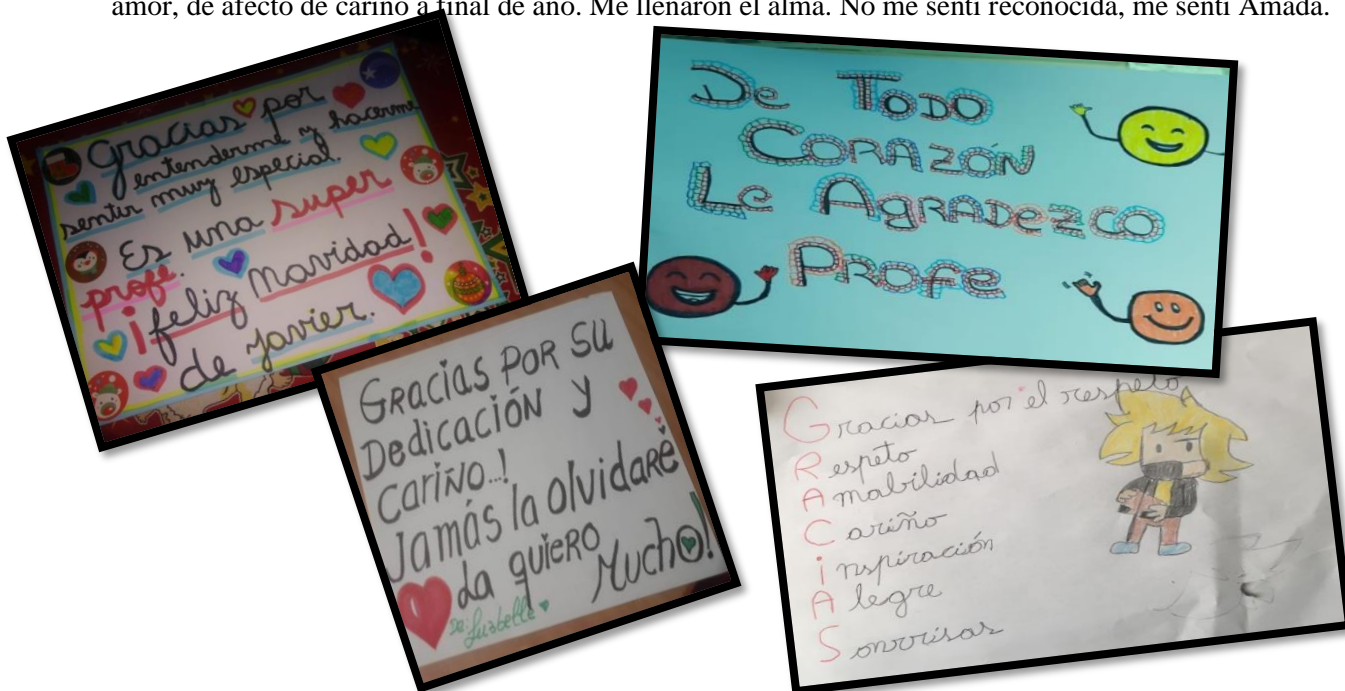 amor, de afecto de cariño a final de año. Me llenaron el alma. No me sentí reconocida, me sentí Amada.
Gracias por
entenderme y hacerme
sentir muy especial.
Es una super
profe.
¡feliz Navidad!
de Javier.
De Todo
Corazón
Le Agradezco
Profe
Gracias por su
Dedicación y
cariño..!
Jamás la olvidaré
La quiero Mucho!
De: Luzbella
Gracias por el respeto
Respeto
Amabilidad
Cariño
inspiración
Alegre
Sonrrisas